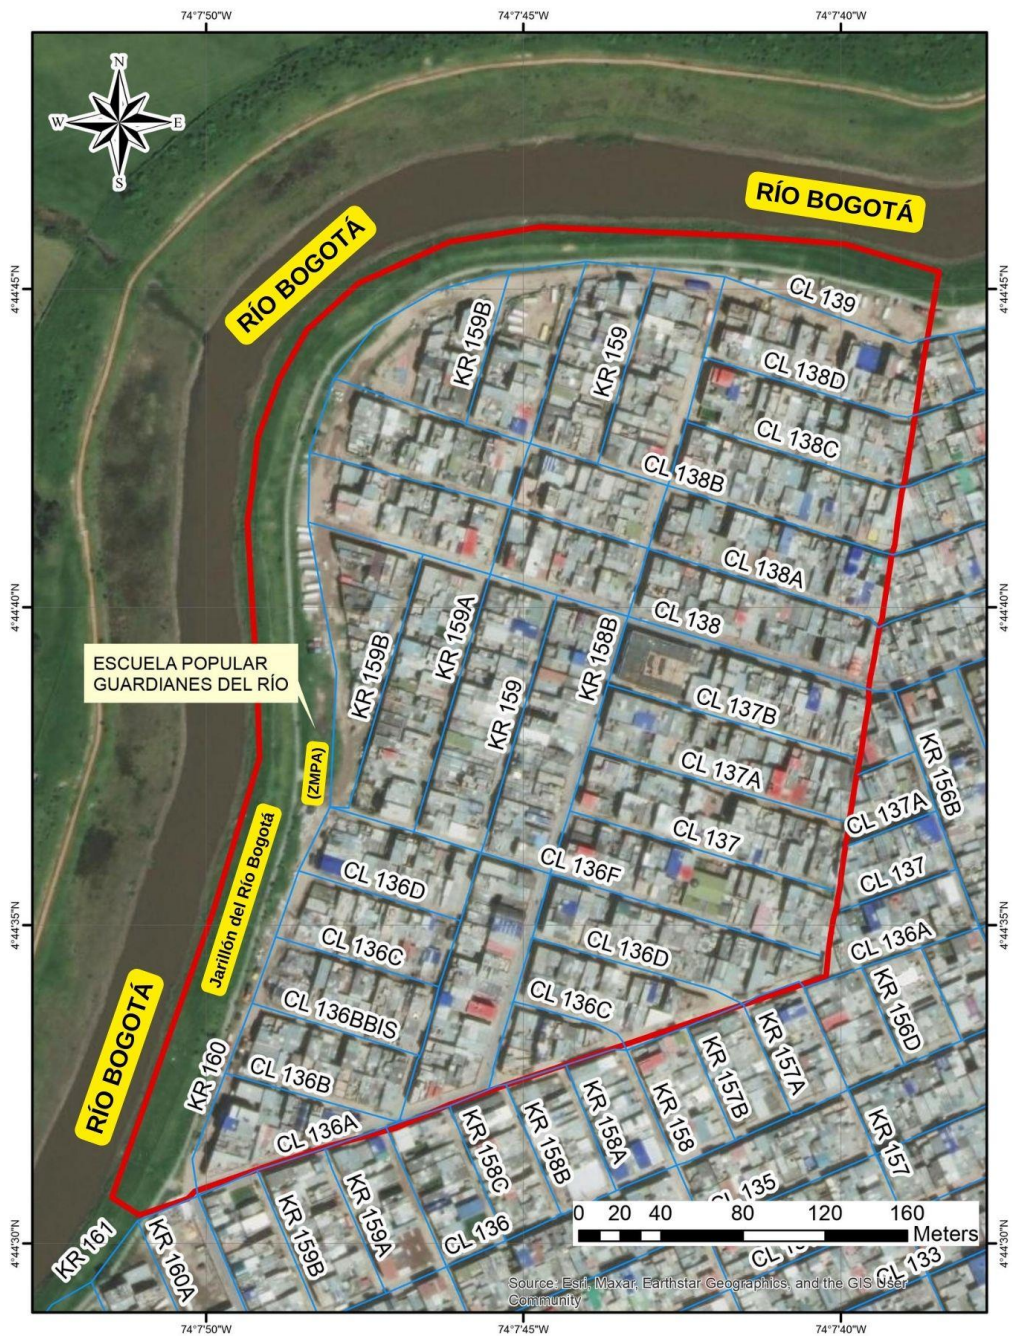 74°7'50"W
74°7'45"W
74°7'40"W
N
W
E
S
RÍO BOGOTÁ
RÍO BOGOTÁ
4°44'45"N
4°44'45"N
CL 139
KR 159B
KR 159
CL 138D
CL 138C
CL 138B
CL 138A
4°44'40"N
4°44'40"N
CL 138
KR 159A
KR 158B
KR 159B
ESCUELA POPULAR
GUARDIANES DEL RÍO
KR 159
CL 137B
CL 137A
KR 156B
(ZMPA)
CL 137A
CL 137
CL 136F
CL 137
CL 136D
Jarillón del Río Bogotá
4°44'35"N
4°44'35"N
CL 136A
CL 136D
CL 136C
CL 136C
CL 136BBIS
KR 156D
RÍO BOGOTÁ
KR 160
CL 136B
KR 157A
KR 157B
CL 136A
KR 158A
KR 158
KR 157
KR 158B
KR 158C
135
CL 136
KR 159A
KR 159B
KR 160A
KR 161
0 20 40 80 120 160
Meters
4°44'30"N
4°44'30"N
133
Source: Esri, Maxar, Earthstar Geographics, and the GIS User
Community
74°7'50"W
74°7'45"W
74°7'40"W